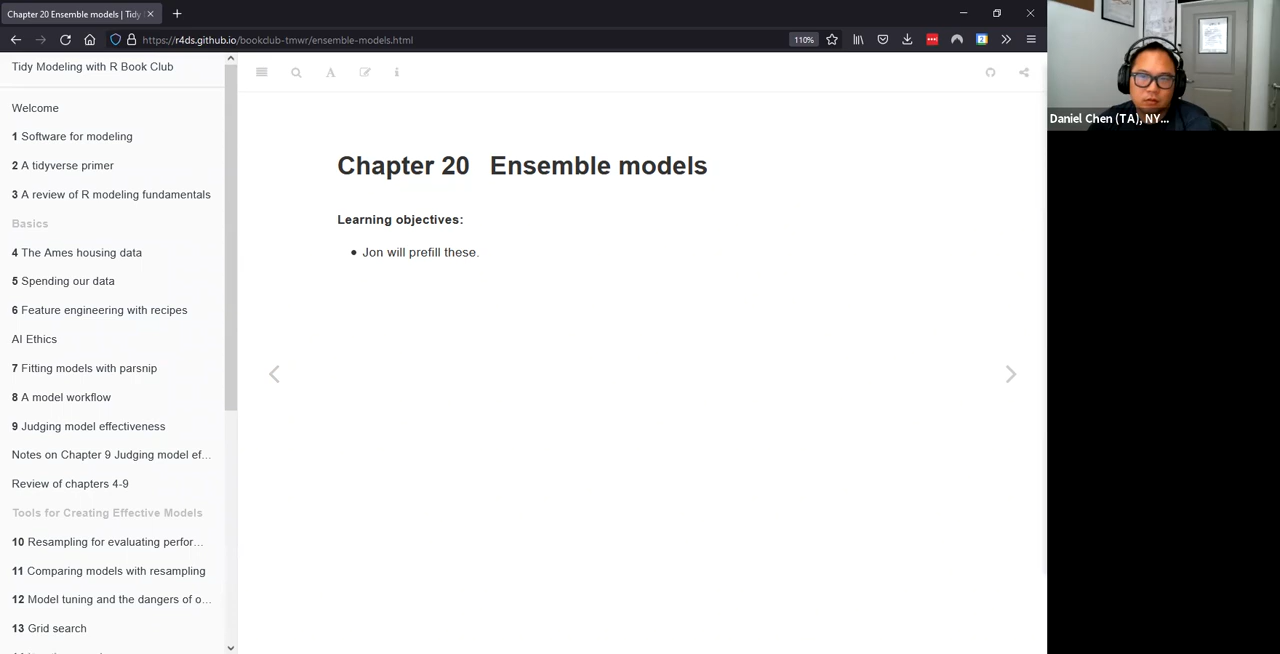 Chapter 20 Ensemble models | Tidy
https://r4ds.github.io/bookclub-tmwr/ensemble-models.html
110%
Tidy Modeling with R Book Club
Welcome
1 Software for modeling
2 A tidyverse primer
3 A review of R modeling fundamentals
Basics
4 The Ames housing data
5 Spending our data
6 Feature engineering with recipes
AI Ethics
7 Fitting models with parsnip
8 A model workflow
9 Judging model effectiveness
Notes on Chapter 9 Judging model ef...
Review of chapters 4-9
Tools for Creating Effective Models
10 Resampling for evaluating perfor...
11 Comparing models with resampling
12 Model tuning and the dangers of o...
13 Grid search
Chapter 20 Ensemble models
Learning objectives:
• Jon will prefill these.
Daniel Chen (TA), NY...